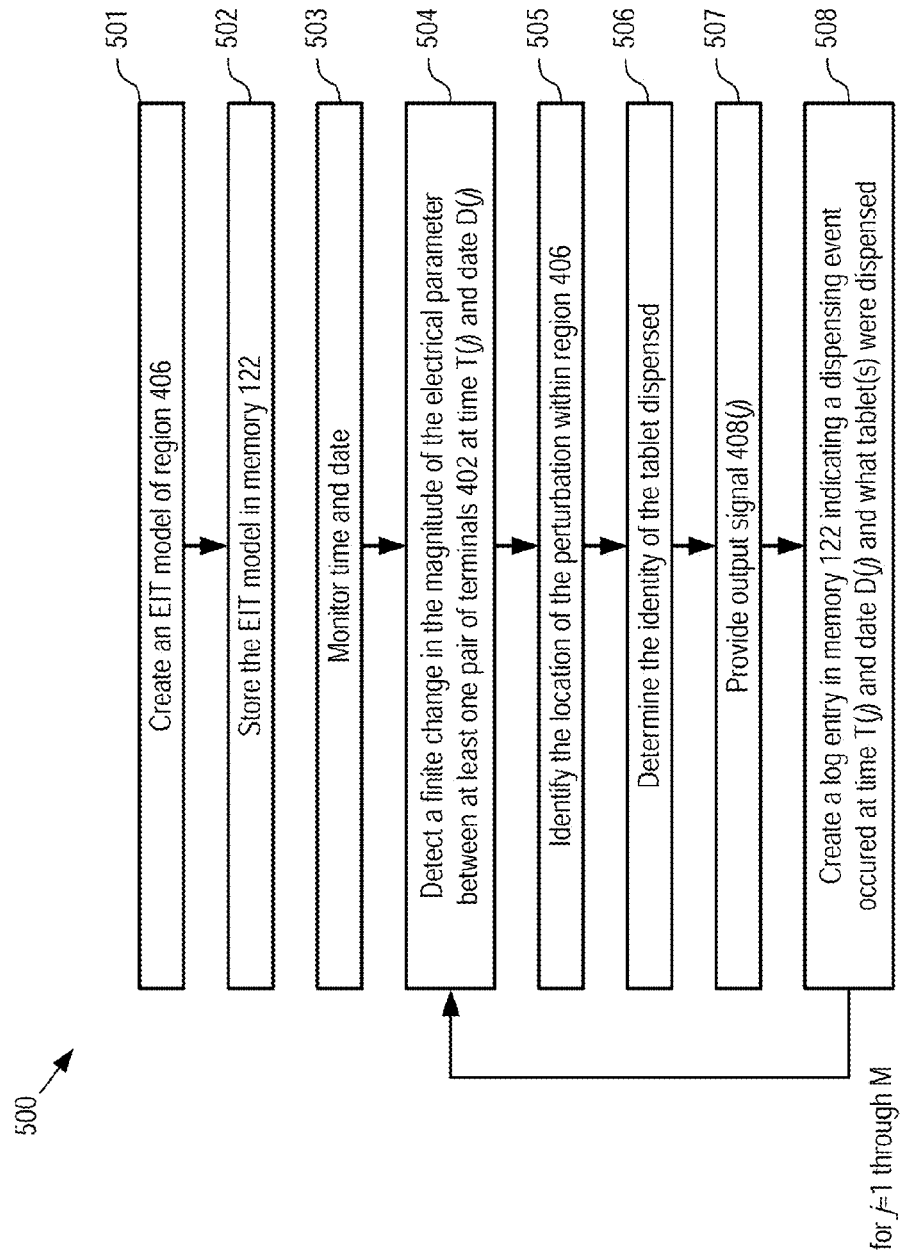 500
501
Create an EIT model of region 406
502
Store the EIT model in memory 122
503
Monitor time and date
504
Detect a finite change in the magnitude of the electrical parameter
between at least one pair of terminals 402 at time T(j) and date D(j)
505
Identify the location of the perturbation within region 406
506
Determine the identity of the tablet dispensed
507
Provide output signal 408(j)
508
Create a log entry in memory 122 indicating a dispensing event
occured at time T(j) and date D(j) and what tablet(s) were dispensed
for j=1 through M